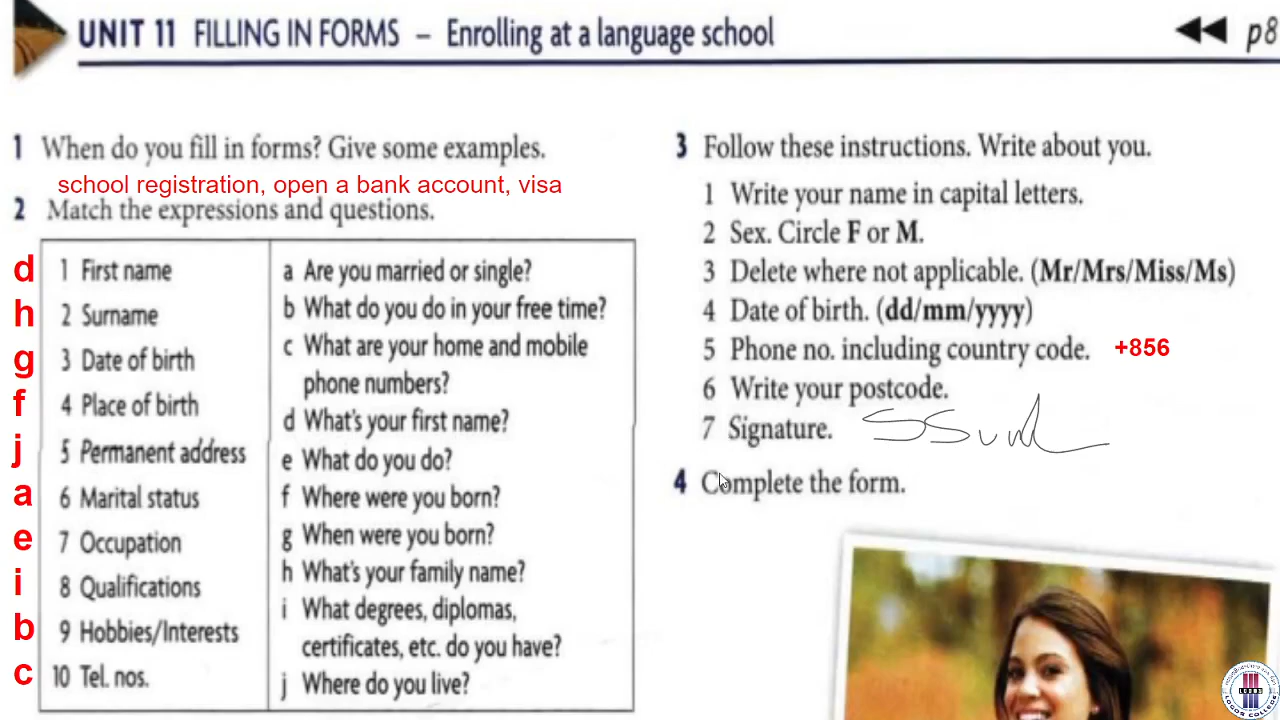 UNIT 11 FILLING IN FORMS – Enrolling at a language school
p8
1 When do you fill in forms? Give some examples.
school registration, open a bank account, visa
2 Match the expressions and questions.
d 1 First name
h 2 Surname
g 3 Date of birth
f 4 Place of birth
j 5 Permanent address
a 6 Marital status
e 7 Occupation
i 8 Qualifications
b 9 Hobbies/Interests
c 10 Tel. nos.
a Are you married or single?
b What do you do in your free time?
c What are your home and mobile
phone numbers?
d What's your first name?
e What do you do?
f Where were you born?
g When were you born?
h What's your family name?
i What degrees, diplomas,
certificates, etc. do you have?
j Where do you live?
3 Follow these instructions. Write about you.
1 Write your name in capital letters.
2 Sex. Circle F or M.
3 Delete where not applicable. (Mr/Mrs/Miss/Ms)
4 Date of birth. (dd/mm/yyyy)
5 Phone no. including country code. +856
6 Write your postcode.
7 Signature.
4 Complete the form.